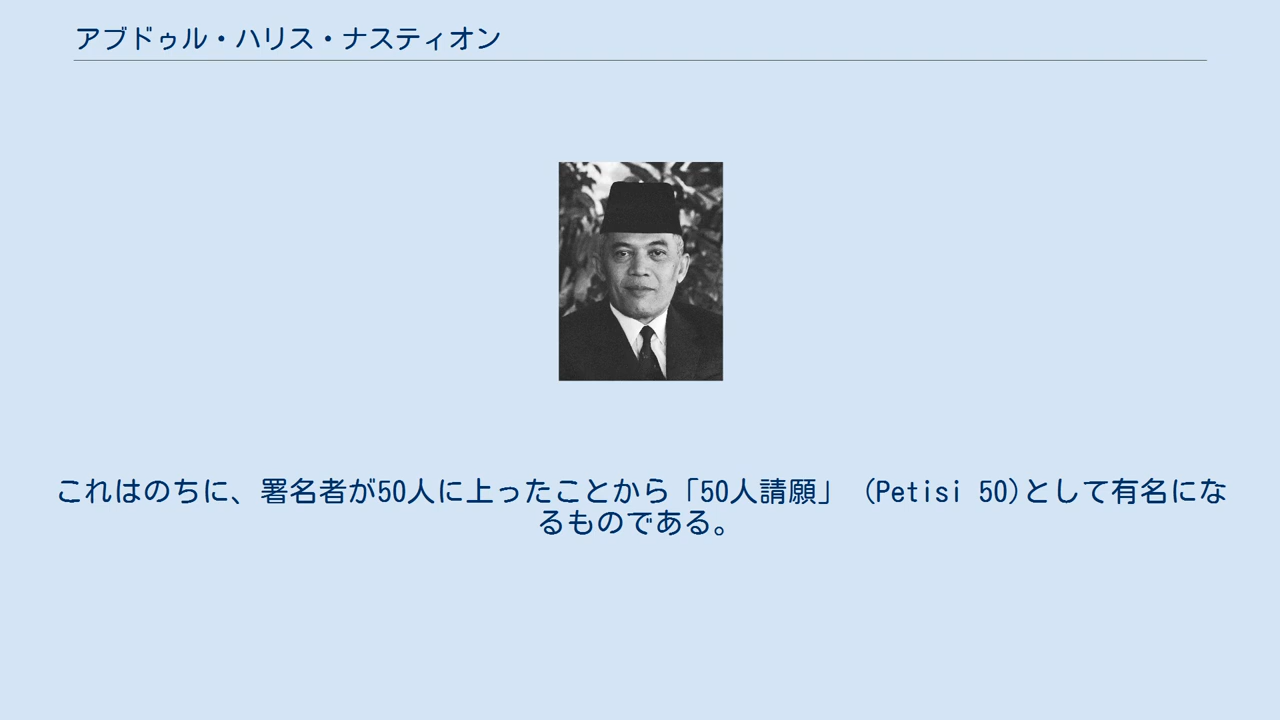 アブドゥル・ハリス・ナスティオン
これはのちに、署名者が50人に上ったことから「50人請願」 (Petisi 50)として有名にな
るものである。